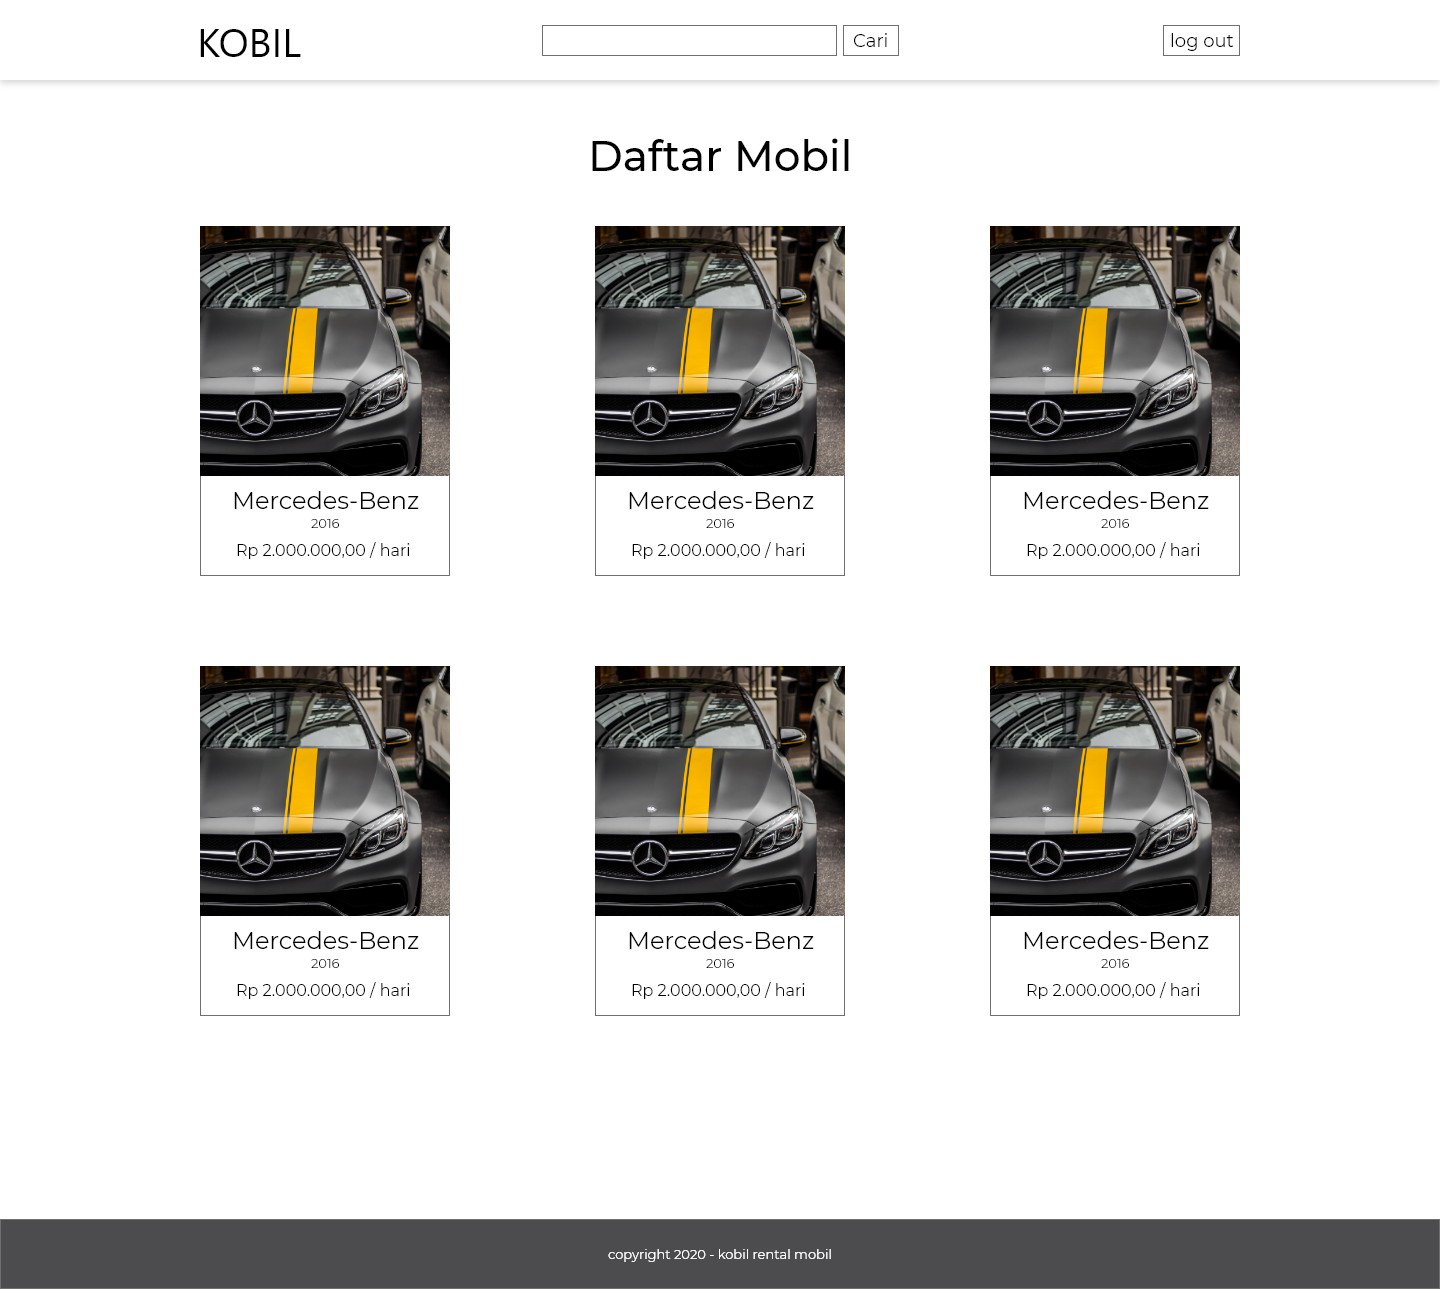 KOBIL
Cari
log out
Daftar Mobil
Mercedes-Benz
2016
Rp 2.000.000,00 / hari
Mercedes-Benz
2016
Rp 2.000.000,00 / hari
Mercedes-Benz
2016
Rp 2.000.000,00 / hari
Mercedes-Benz
2016
Rp 2.000.000,00 / hari
Mercedes-Benz
2016
Rp 2.000.000,00 / hari
Mercedes-Benz
2016
Rp 2.000.000,00 / hari
copyright 2020 - kobil rental mobil